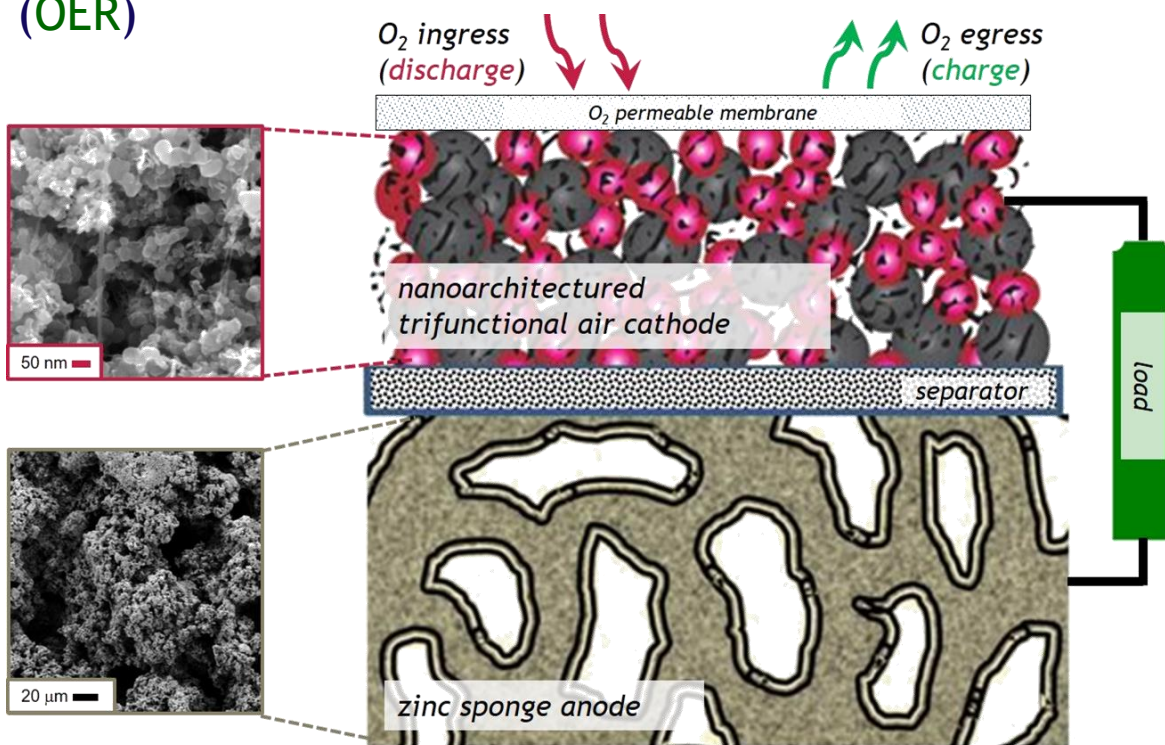 (OER)
O₂ ingress
(discharge)
O₂ egress
(charge)
O₂ permeable membrane
50 nm
nanoarchitectured
trifunctional air cathode
separator
load
20 μm
zinc sponge anode